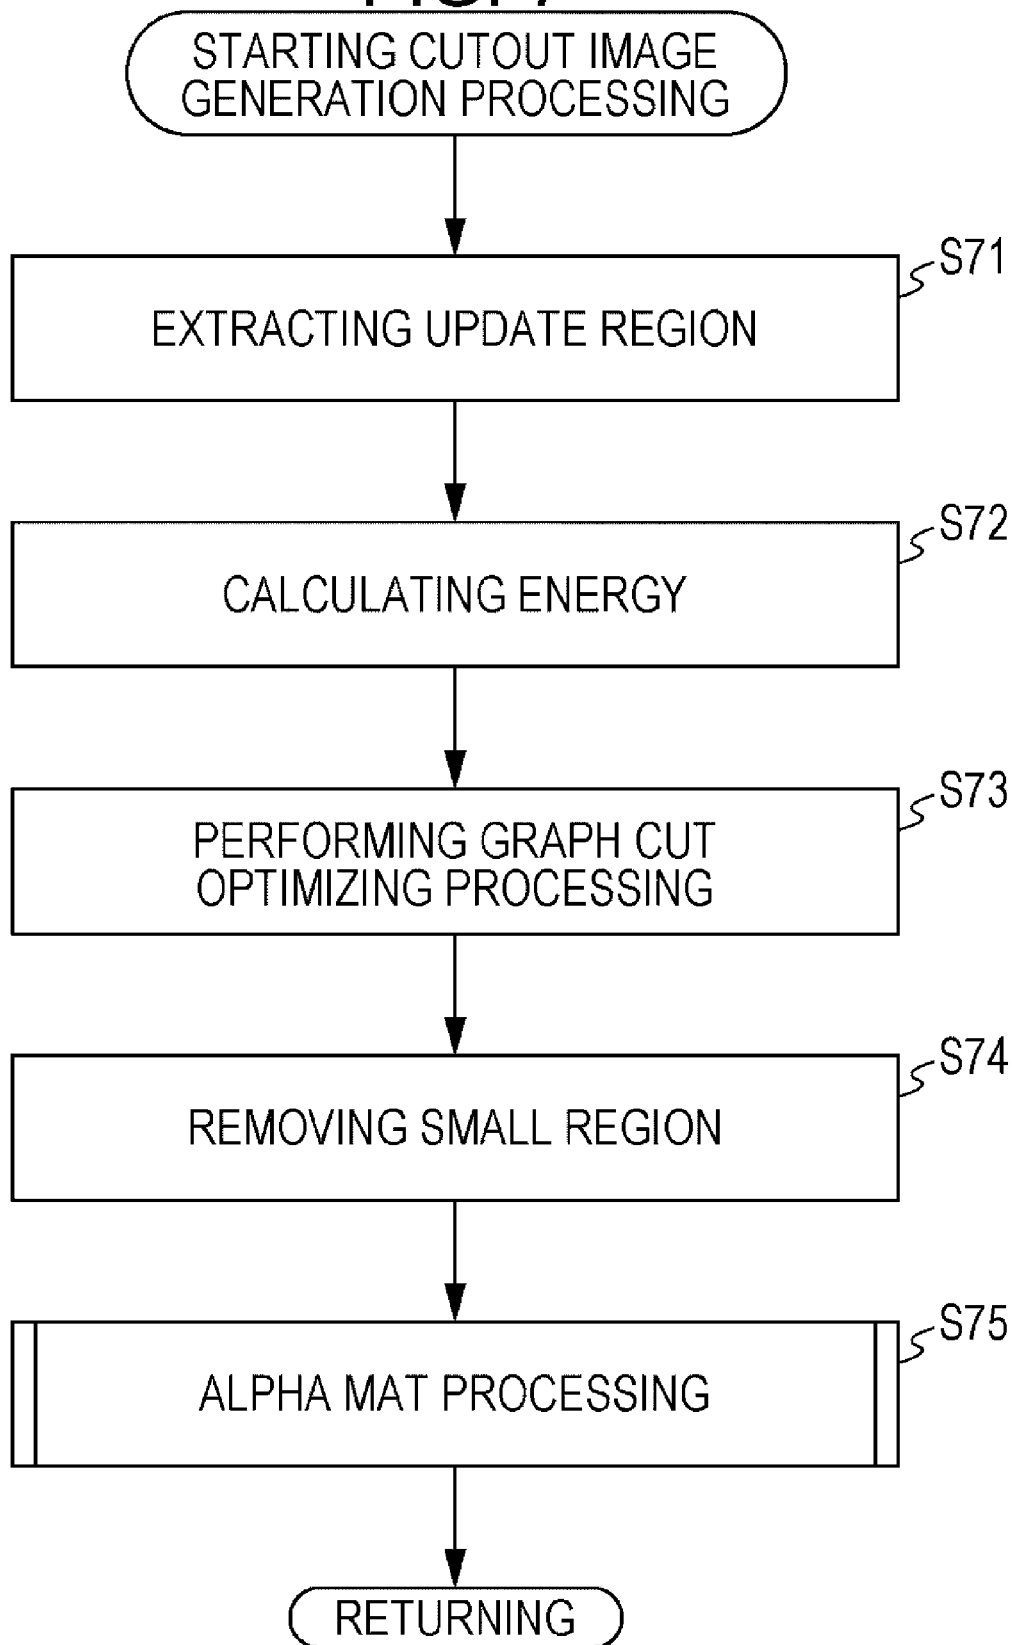 STARTING CUTOUT IMAGE
GENERATION PROCESSING
S71
EXTRACTING UPDATE REGION
S72
CALCULATING ENERGY
S73
PERFORMING GRAPH CUT
OPTIMIZING PROCESSING
S74
REMOVING SMALL REGION
S75
ALPHA MAT PROCESSING
RETURNING